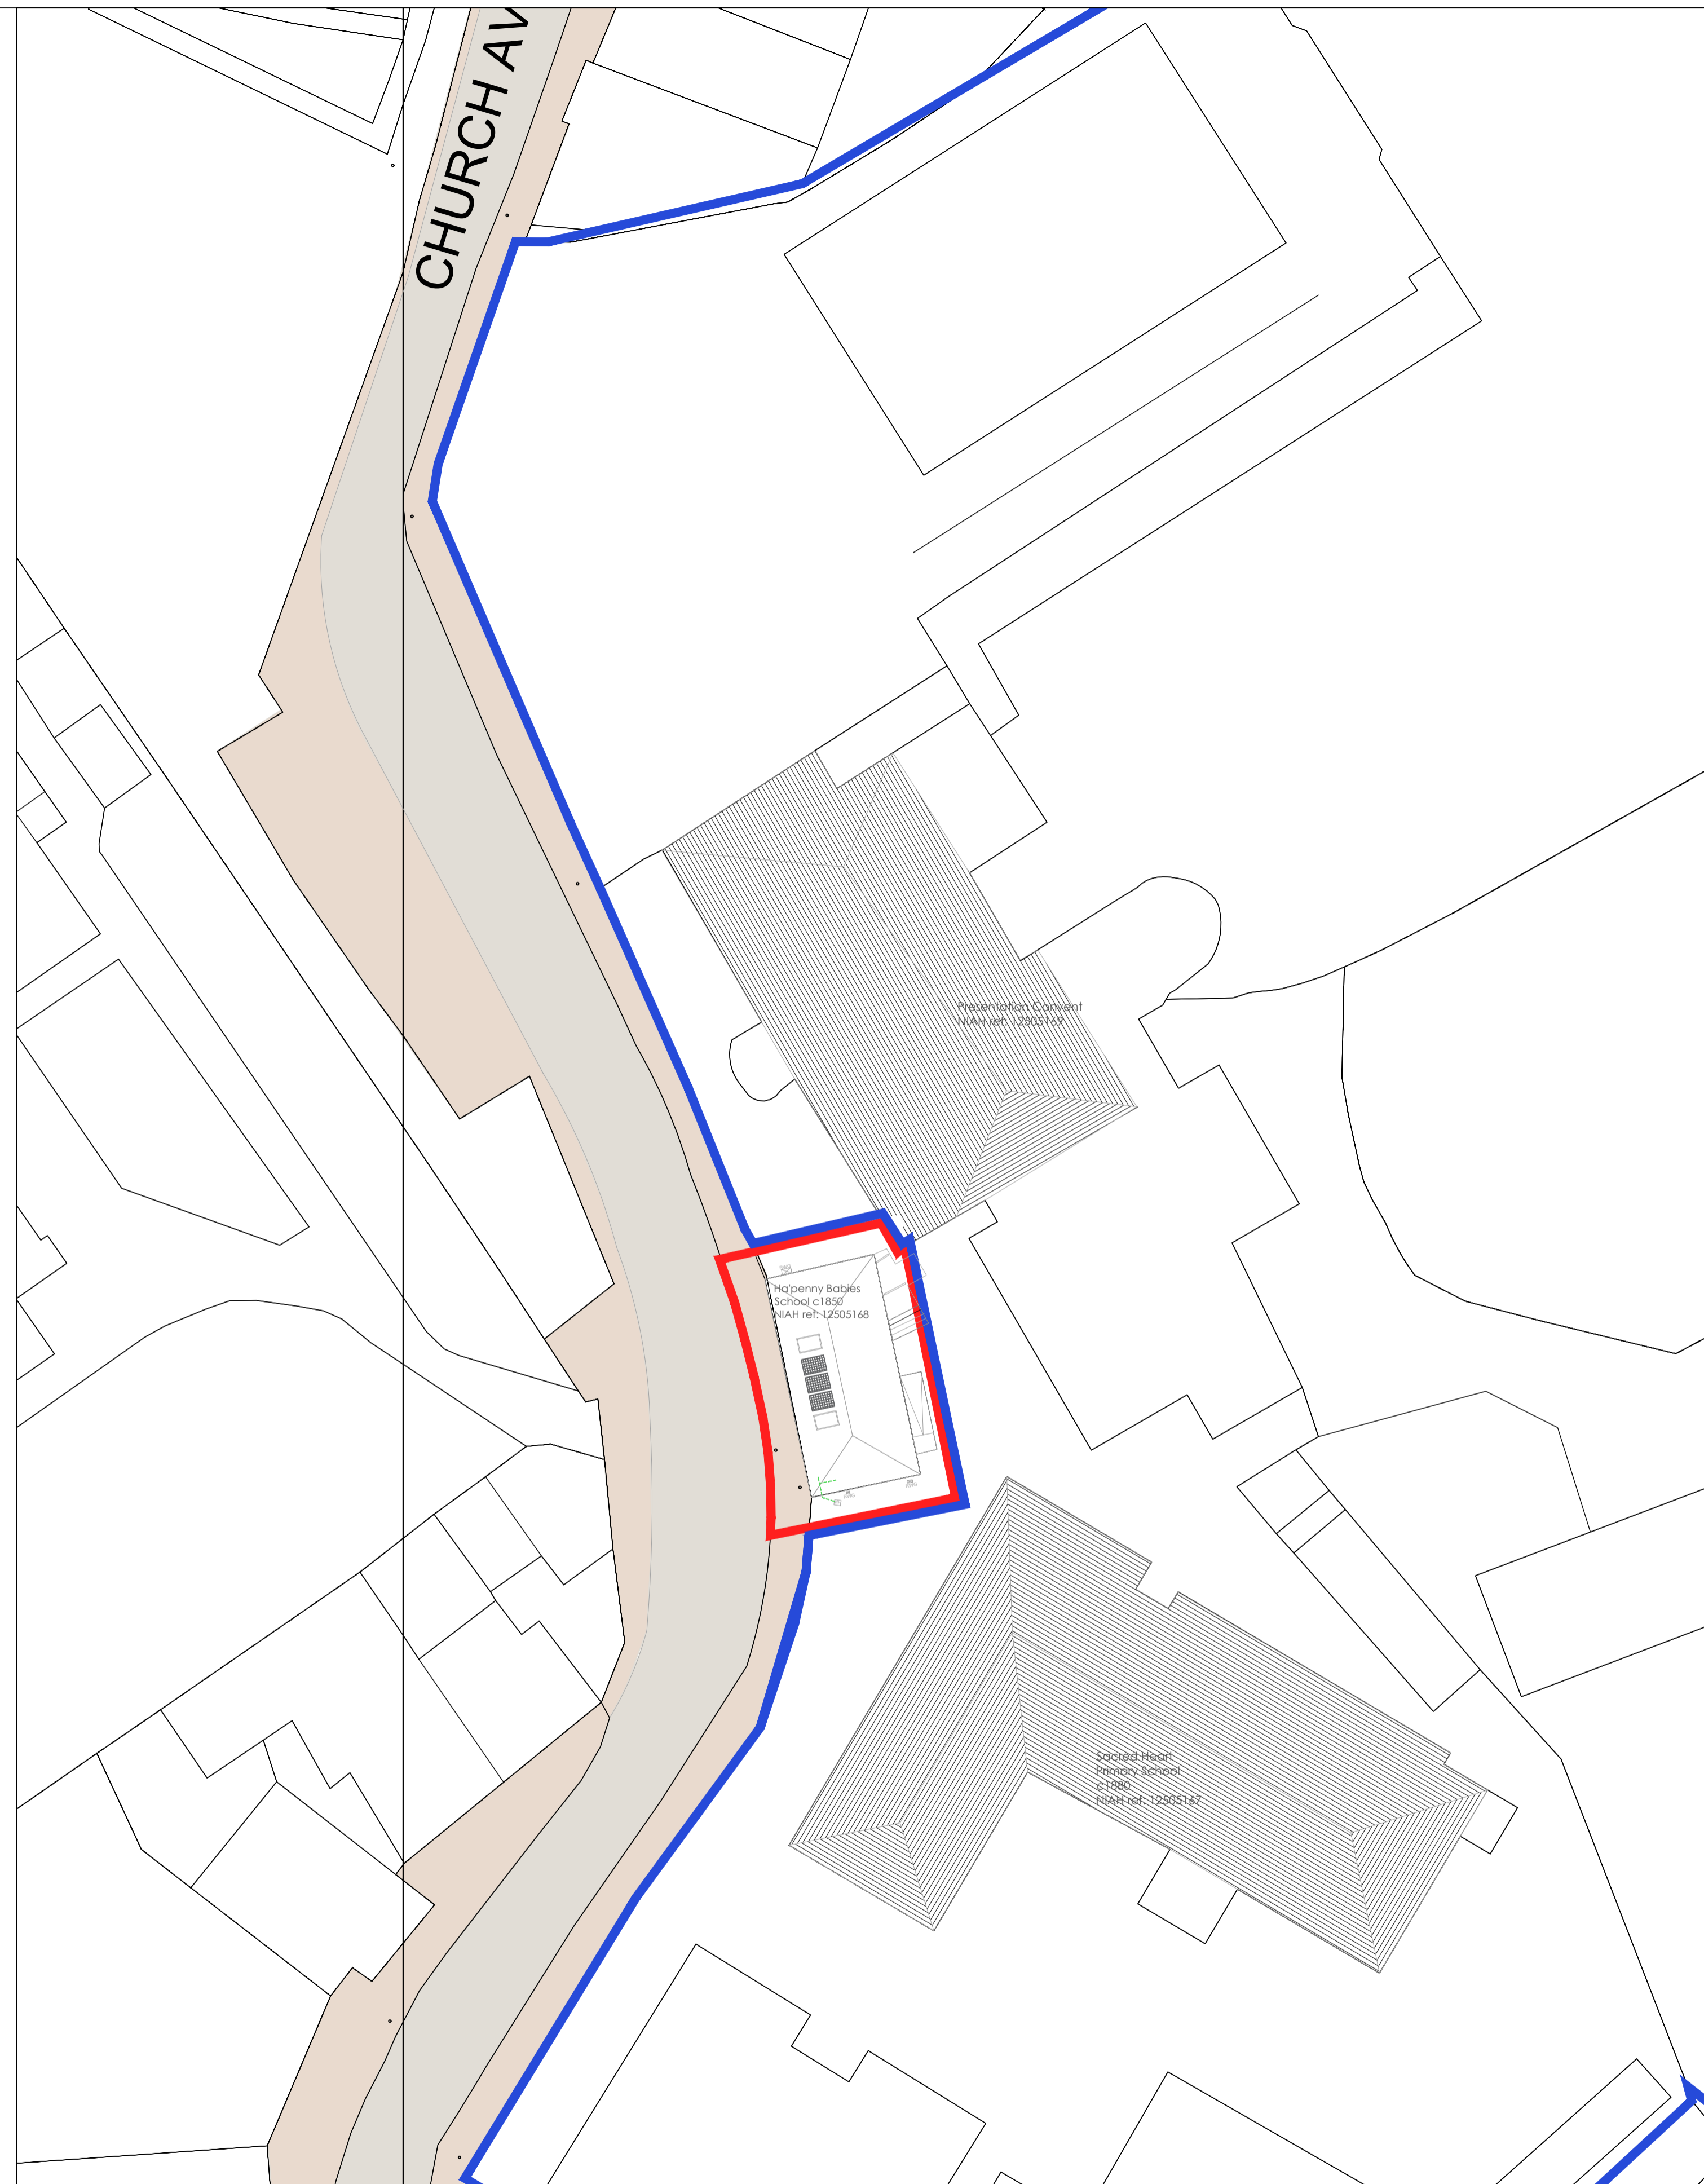 CHURCH AV
Presentation Convent
NIAH ref: 12505169
Ha'penny Babies
School c1850
NIAH ref: 12505168
Sacred Heart
Primary School
c1880
NIAH ref: 12505167